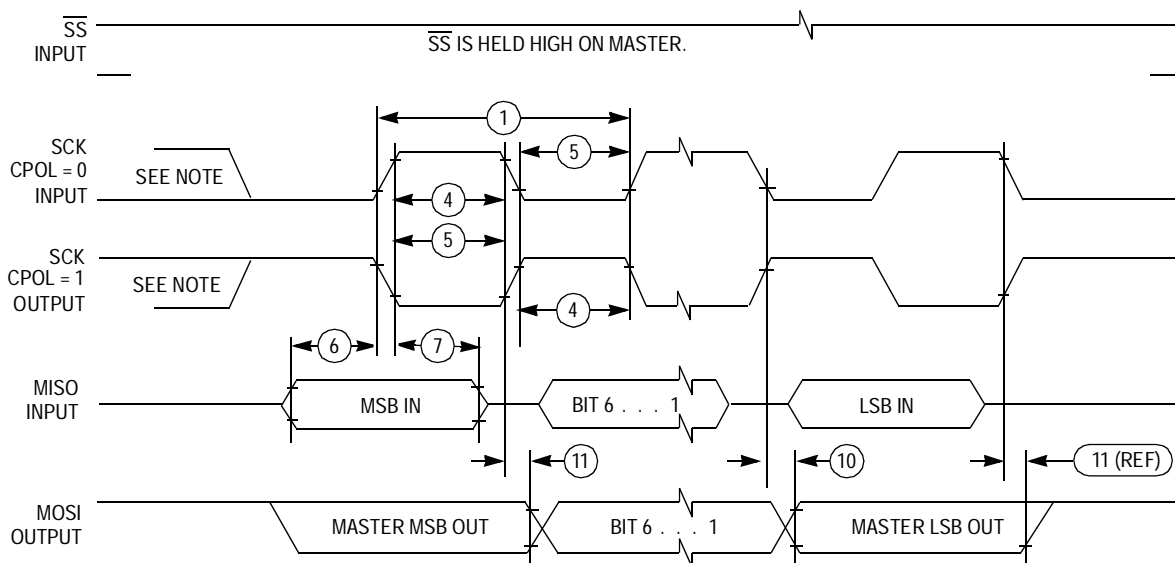 SS
INPUT
SS IS HELD HIGH ON MASTER.
1
SCK
CPOL = 0
INPUT
SEE NOTE
5
4
5
SCK
CPOL = 1
OUTPUT
SEE NOTE
4
6
7
MISO
INPUT
MSB IN
BIT 6 . . . 1
LSB IN
11
10
11 (REF)
MOSI
OUTPUT
MASTER MSB OUT
BIT 6 . . . 1
MASTER LSB OUT